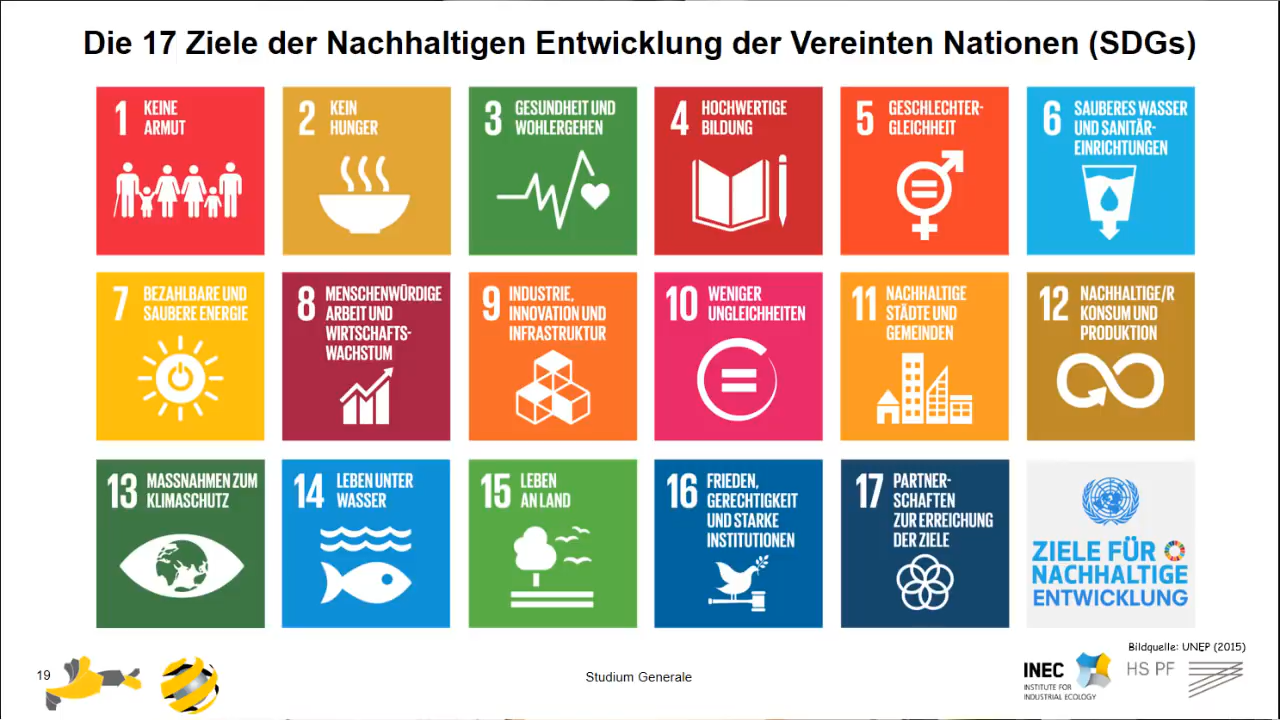 Die 17 Ziele der Nachhaltigen Entwicklung der Vereinten Nationen (SDGs)
1 KEINE
ARMUT
2 KEIN
HUNGER
3 GESUNDHEIT UND
WOHLERGEHEN
4 HOCHWERTIGE
BILDUNG
5 GESCHLECHTER-
GLEICHHEIT
6 SAUBERES WASSER
UND SANITÄR-
EINRICHTUNGEN
7 BEZAHLBARE UND
SAUBERE ENERGIE
8 MENSCHENWÜRDIGE
ARBEIT UND
WIRTSCHAFTS-
WACHSTUM
9 INDUSTRIE,
INNOVATION UND
INFRASTRUKTUR
10 WENIGER
UNGLEICHHEITEN
11 NACHHALTIGE
STÄDTE UND
GEMEINDEN
12 NACHHALTIGE/R
KONSUM UND
PRODUKTION
13 MASSNAHMEN ZUM
KLIMASCHUTZ
14 LEBEN UNTER
WASSER
15 LEBEN
AN LAND
16 FRIEDEN,
GERECHTIGKEIT
UND STARKE
INSTITUTIONEN
17 PARTNER-
SCHAFTEN
ZUR ERREICHUNG
DER ZIELE
ZIELE FÜR
NACHHALTIGE
ENTWICKLUNG
Bildquelle: UNEP (2015)
19
Studium Generale
INEC
INSTITUTE FOR
INDUSTRIAL ECOLOGY
HS PF